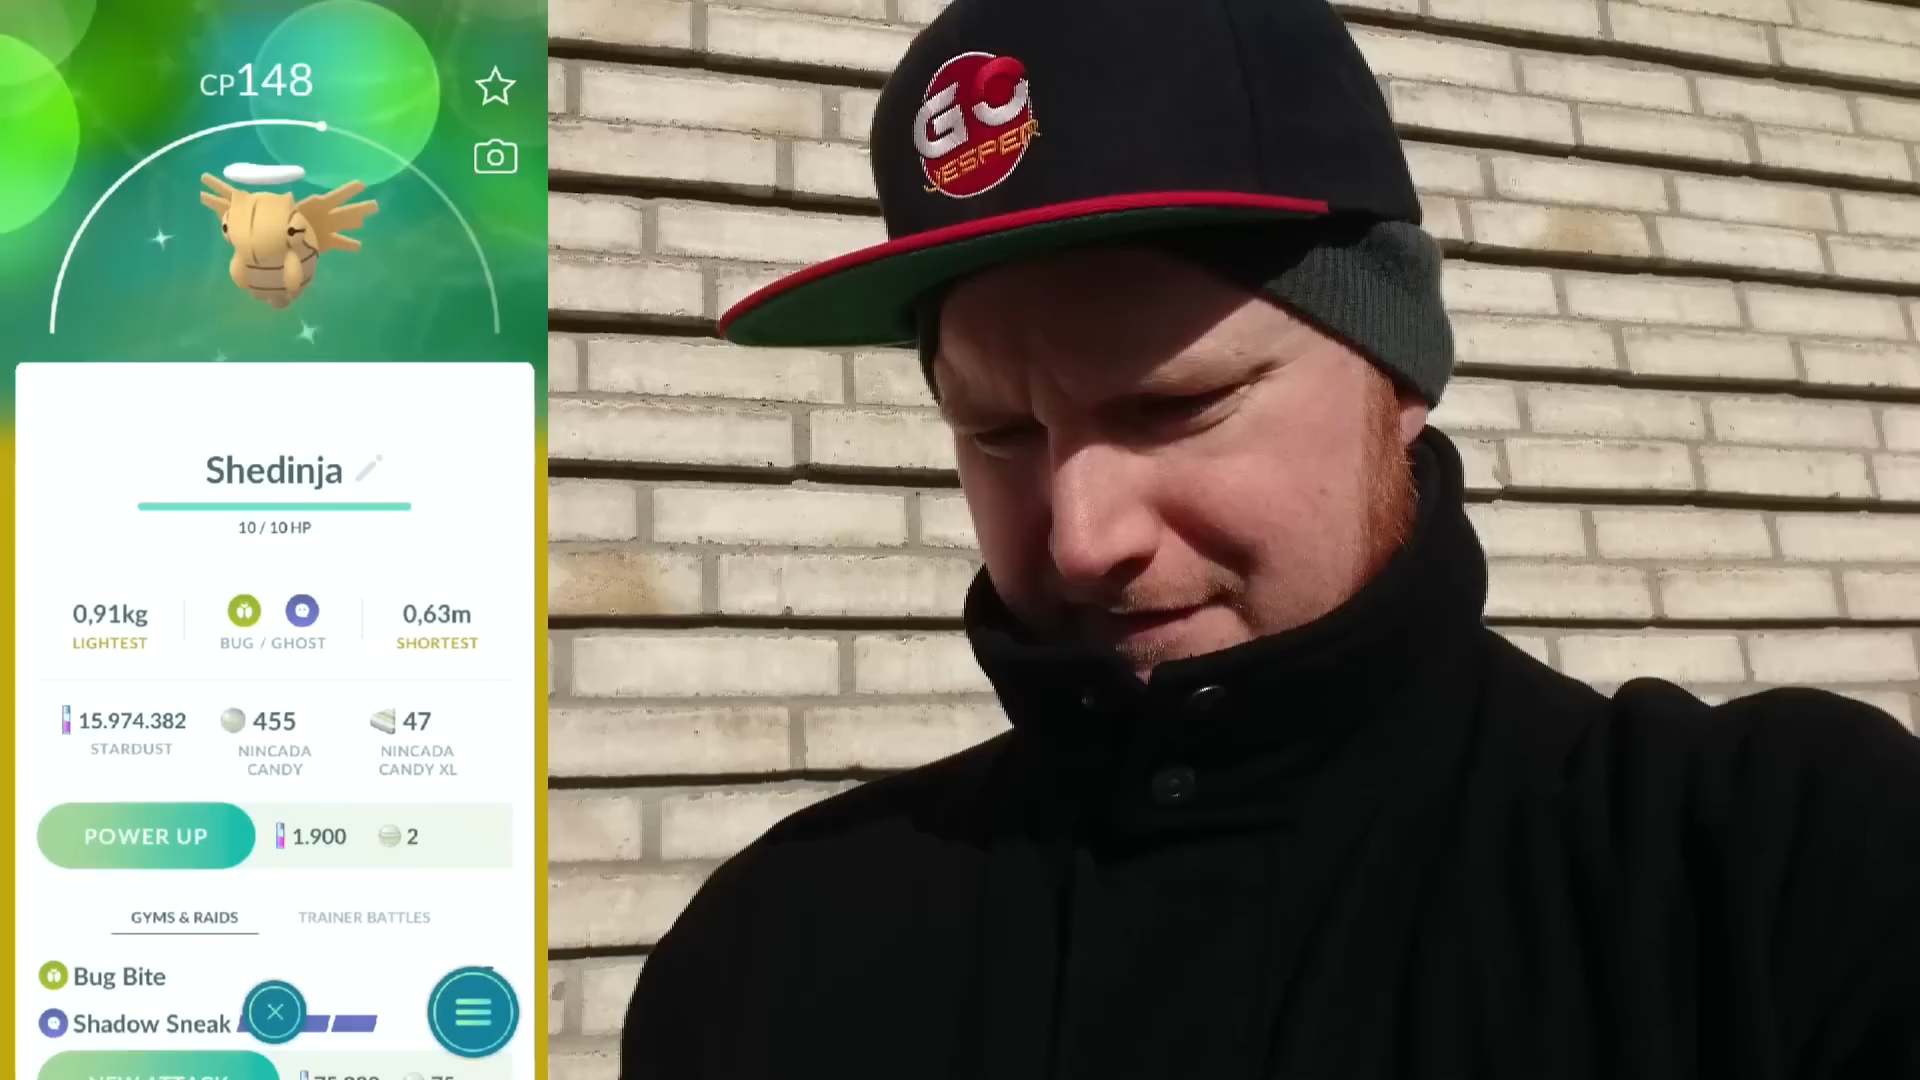 CP148
Shedinja
10 / 10 HP
0,91kg
LIGHTEST
BUG / GHOST
0,63m
SHORTEST
15.974.382
STARDUST
455
NINCADA
CANDY
47
NINCADA
CANDY XL
POWER UP
1.900
2
GYMS & RAIDS
TRAINER BATTLES
Bug Bite
Shadow Sneak
NEW ATTACK
GO
JESPER